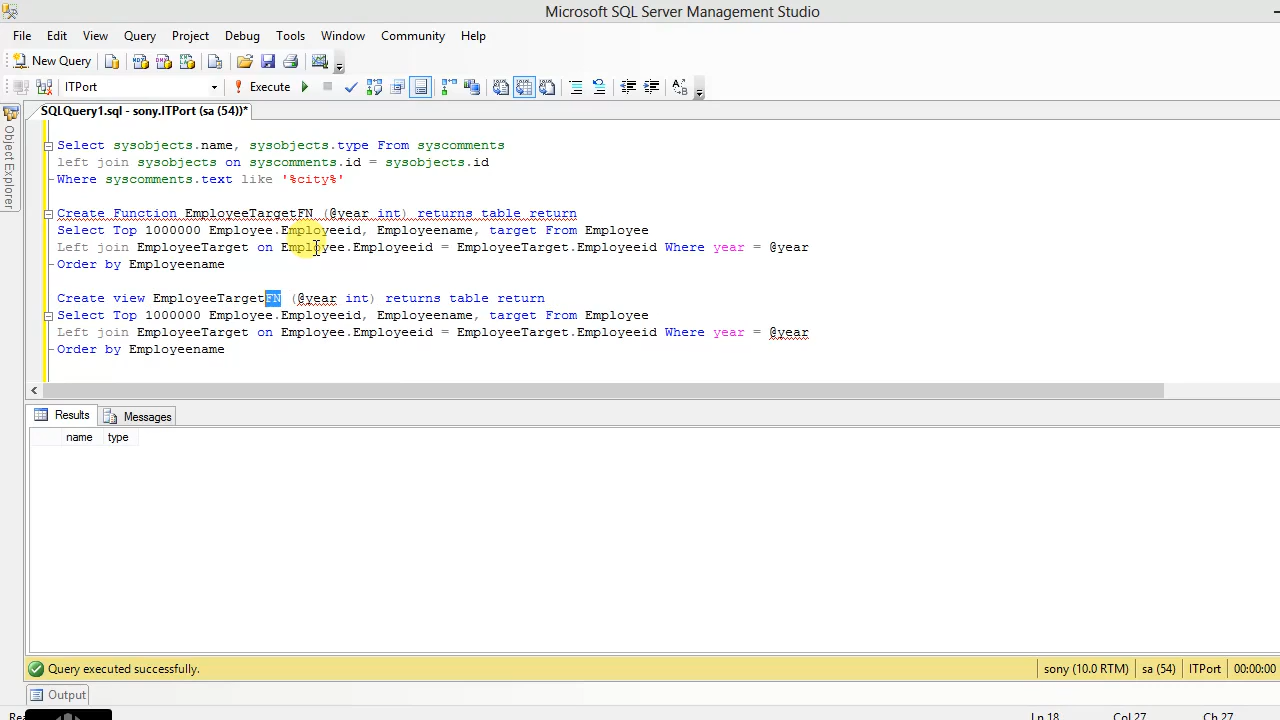 Microsoft SQL Server Management Studio
File Edit View Query Project Debug Tools Window Community Help
New Query
ITPort Execute
SQLQuery1.sql - sony.ITPort (sa (54))*
Object Explorer
Select sysobjects.name, sysobjects.type From syscomments
left join sysobjects on syscomments.id = sysobjects.id
Where syscomments.text like '%city%'
Create Function EmployeeTargetFN (@year int) returns table return
Select Top 1000000 Employee.Employeeid, Employeename, target From Employee
Left join EmployeeTarget on Employee.Employeeid = EmployeeTarget.Employeeid Where year = @year
Order by Employeename
Create view EmployeeTargetFN (@year int) returns table return
Select Top 1000000 Employee.Employeeid, Employeename, target From Employee
Left join EmployeeTarget on Employee.Employeeid = EmployeeTarget.Employeeid Where year = @year
Order by Employeename
Results Messages
name type
Query executed successfully. sony (10.0 RTM) sa (54) ITPort 00:00:00
Output
Ln 18 Col 27 Ch 27